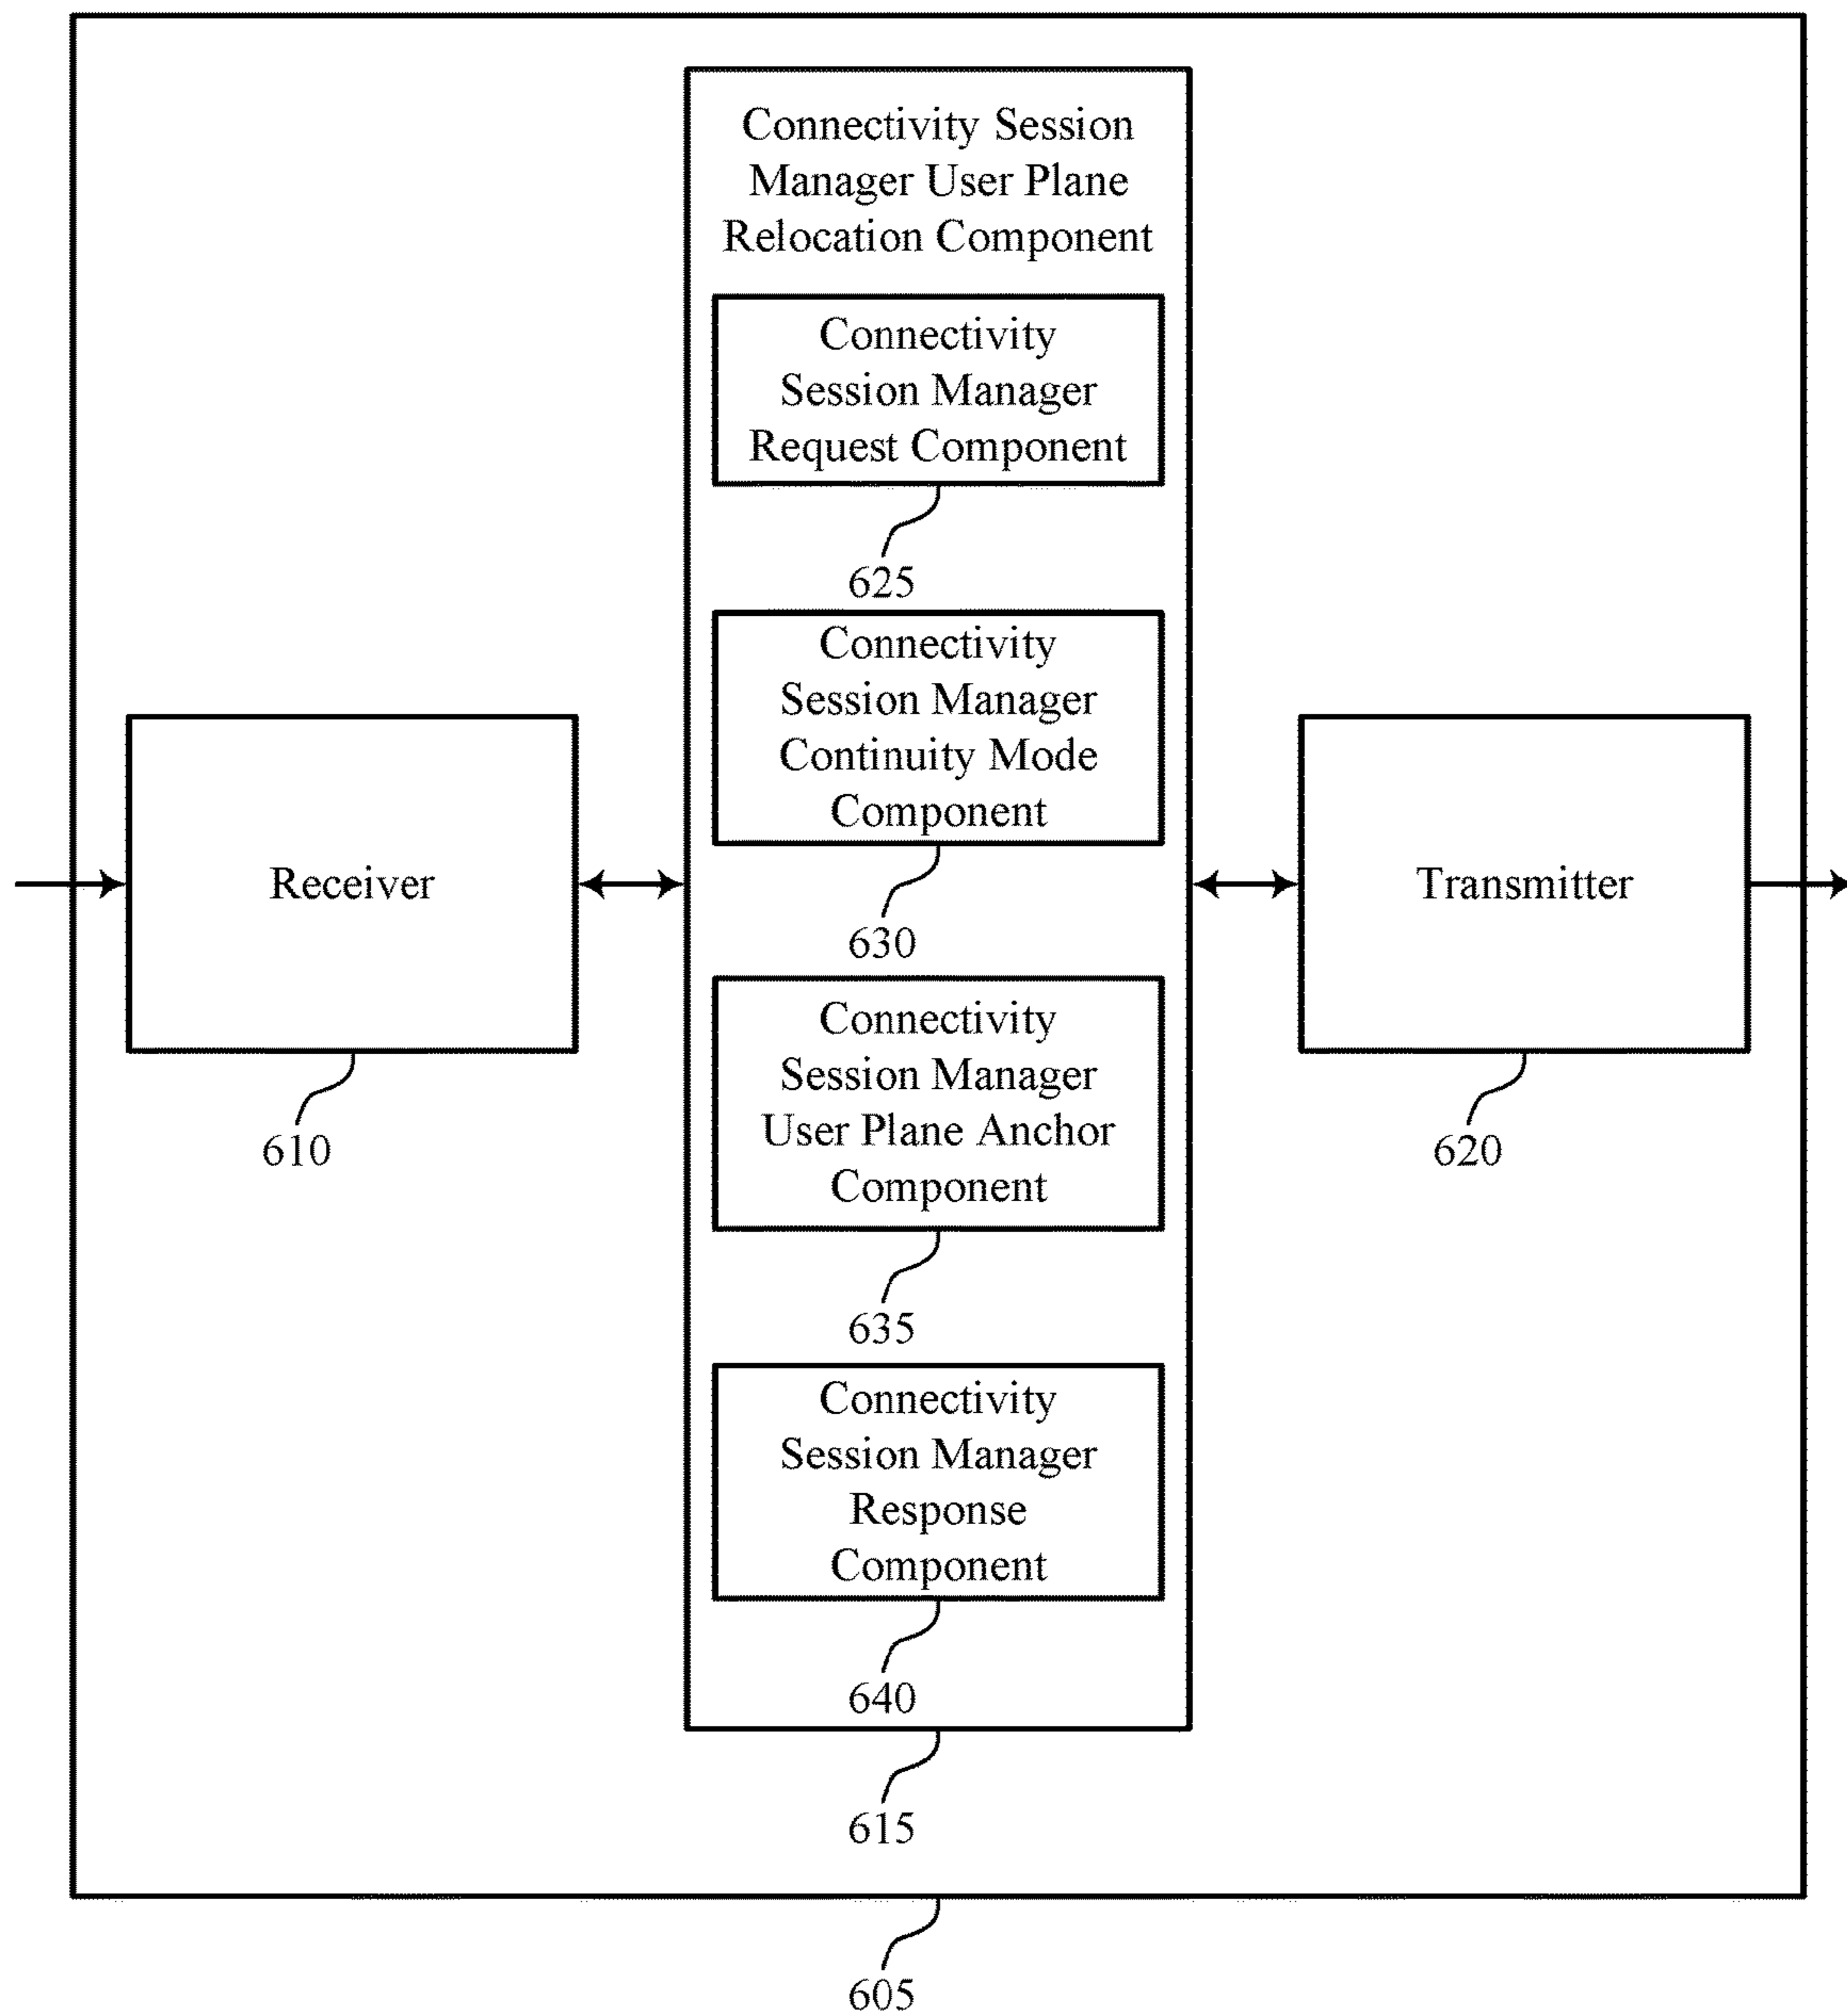 Connectivity Session
Manager User Plane
Relocation Component
Connectivity
Session Manager
Request Component
625
Connectivity
Session Manager
Continuity Mode
Component
630
Receiver
610
Transmitter
620
Connectivity
Session Manager
User Plane Anchor
Component
635
Connectivity
Session Manager
Response
Component
640
615
605